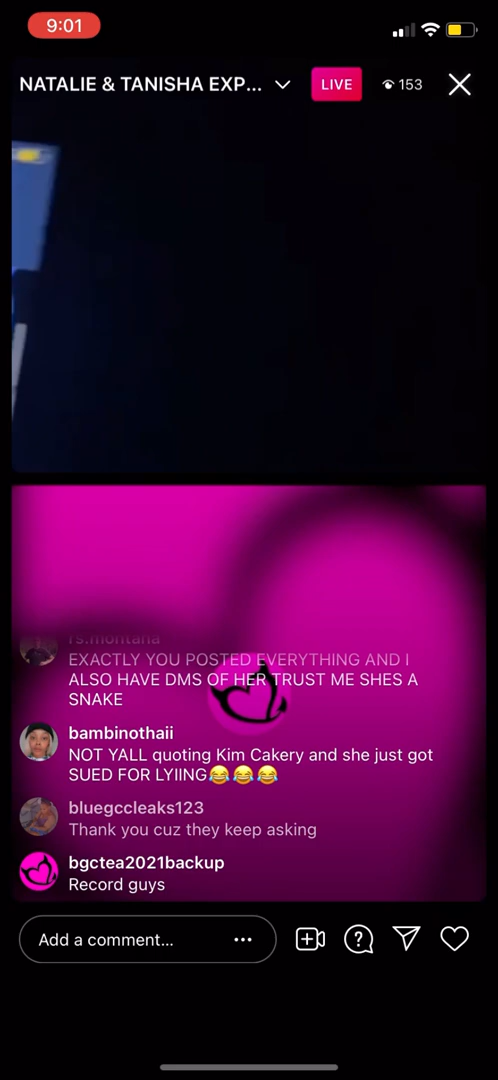 9:01
NATALIE & TANISHA EXP...
LIVE
153
rs.montana
EXACTLY YOU POSTED EVERYTHING AND I
ALSO HAVE DMS OF HER TRUST ME SHES A
SNAKE
bambinothaii
NOT YALL quoting Kim Cakery and she just got
SUED FOR LYIING😂😂😂
bluegccleaks123
Thank you cuz they keep asking
bgctea2021backup
Record guys
Add a comment...